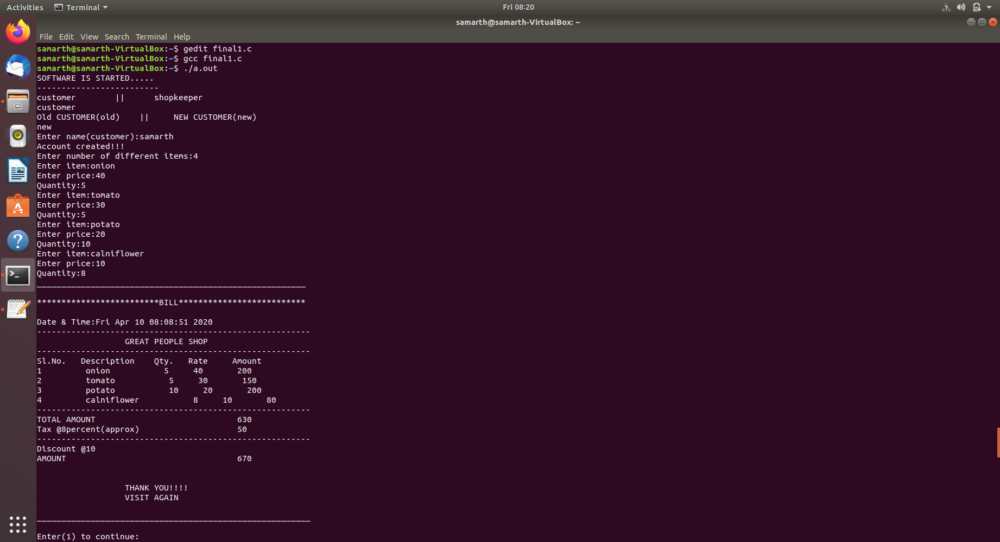 Activities Terminal Fri 08:20
samarth@samarth-VirtualBox: ~
File Edit View Search Terminal Help
samarth@samarth-VirtualBox:~$ gedit final1.c
samarth@samarth-VirtualBox:~$ gcc final1.c
samarth@samarth-VirtualBox:~$ ./a.out
SOFTWARE IS STARTED.....
-------------------------
customer        ||      shopkeeper
customer
Old CUSTOMER(old)    ||     NEW CUSTOMER(new)
new
Enter name(customer):samarth
Account created!!!
Enter number of different items:4
Enter item:onion
Enter price:40
Quantity:5
Enter item:tomato
Enter price:30
Quantity:5
Enter item:potato
Enter price:20
Quantity:10
Enter item:calniflower
Enter price:10
Quantity:8
_______________________________________________________
*************************BILL**************************
Date & Time:Fri Apr 10 08:08:51 2020
--------------------------------------------------------
                  GREAT PEOPLE SHOP
--------------------------------------------------------
Sl.No.   Description    Qty.   Rate     Amount
1         onion           5     40       200
2         tomato           5     30       150
3         potato           10     20       200
4         calniflower           8     10       80
--------------------------------------------------------
TOTAL AMOUNT                             630
Tax @8percent(approx)                    50
--------------------------------------------------------
Discount @10
AMOUNT                                   670
                  THANK YOU!!!!
                  VISIT AGAIN
________________________________________________________
Enter(1) to continue: